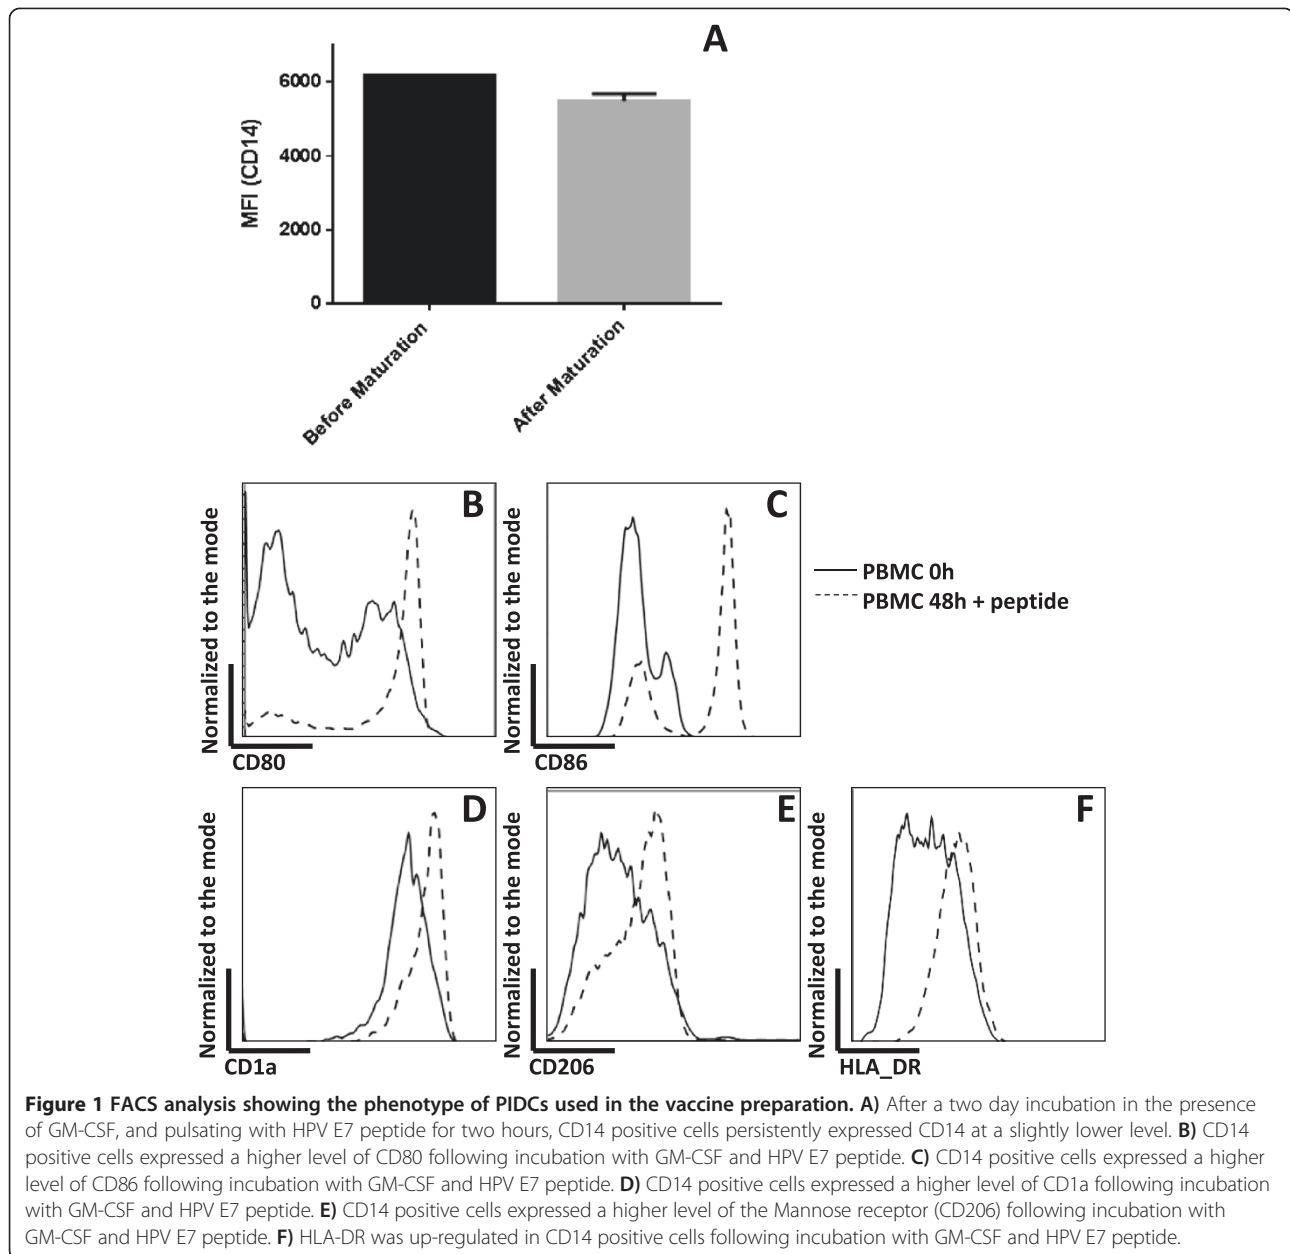 A
6000
4000
2000
0
MFI (CD14)
Before Maturation
After Maturation
B
Normalized to the mode
CD80
C
Normalized to the mode
CD86
PBMC 0h
PBMC 48h + peptide
D
Normalized to the mode
CD1a
E
Normalized to the mode
CD206
F
Normalized to the mode
HLA_DR
Figure 1 FACS analysis showing the phenotype of PIDCs used in the vaccine preparation. A) After a two day incubation in the presence
of GM-CSF, and pulsating with HPV E7 peptide for two hours, CD14 positive cells persistently expressed CD14 at a slightly lower level. B) CD14
positive cells expressed a higher level of CD80 following incubation with GM-CSF and HPV E7 peptide. C) CD14 positive cells expressed a higher
level of CD86 following incubation with GM-CSF and HPV E7 peptide. D) CD14 positive cells expressed a higher level of CD1a following incubation
with GM-CSF and HPV E7 peptide. E) CD14 positive cells expressed a higher level of the Mannose receptor (CD206) following incubation with
GM-CSF and HPV E7 peptide. F) HLA-DR was up-regulated in CD14 positive cells following incubation with GM-CSF and HPV E7 peptide.